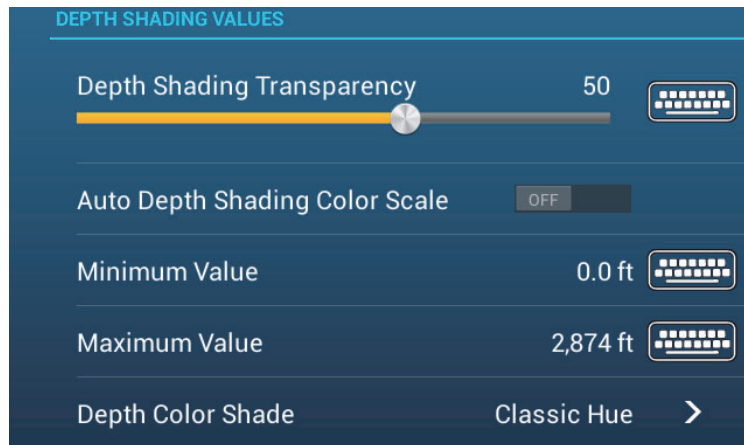 DEPTH SHADING VALUES
Depth Shading Transparency 50
Auto Depth Shading Color Scale OFF
Minimum Value 0.0 ft
Maximum Value 2,874 ft
Depth Color Shade Classic Hue